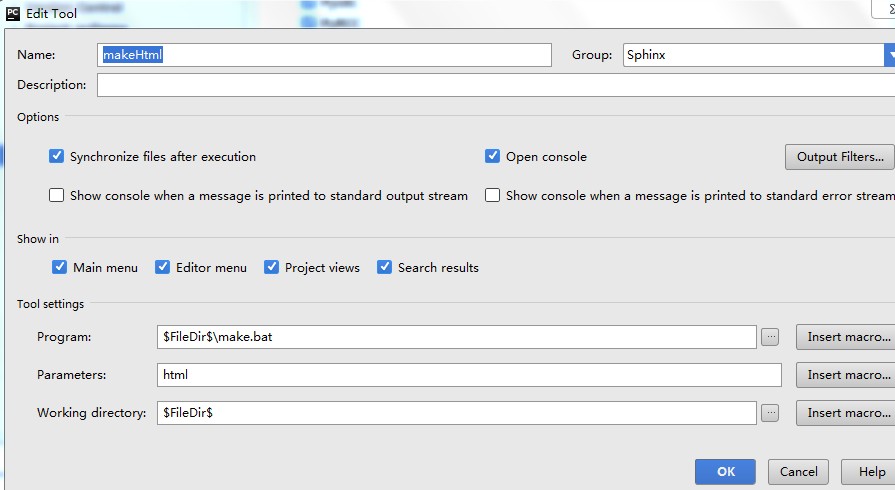 PC Edit Tool
Name: makeHtml Group: Sphinx
Description:
Options
Synchronize files after execution Open console Output Filters...
Show console when a message is printed to standard output stream Show console when a message is printed to standard error stream
Show in
Main menu Editor menu Project views Search results
Tool settings
Program: $FileDir$\make.bat ... Insert macro...
Parameters: html Insert macro...
Working directory: $FileDir$ ... Insert macro...
OK Cancel Help